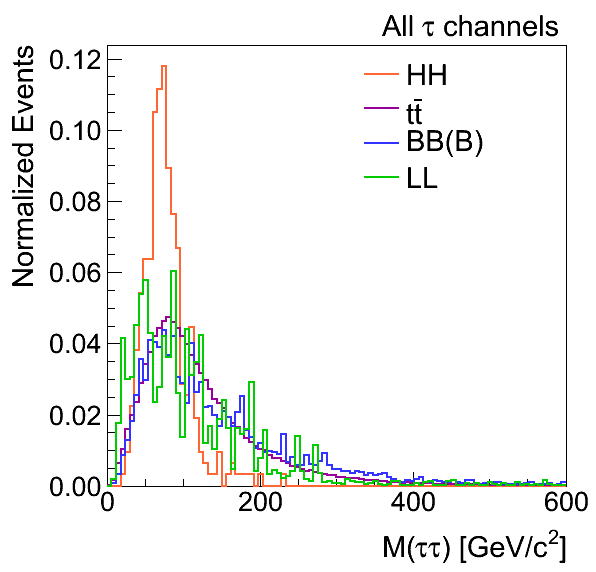 All τ channels
Normalized Events
0.12
0.10
0.08
0.06
0.04
0.02
0.00
HH
tt̄
BB(B)
LL
0 200 400 600
M(ττ) [GeV/c²]